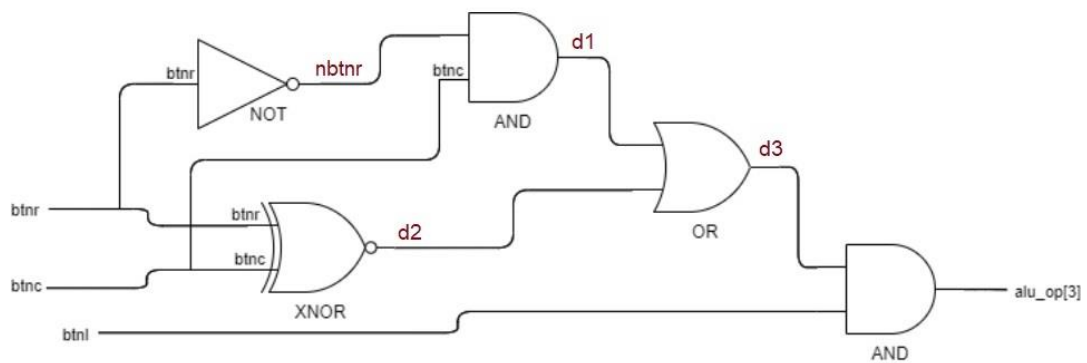 btnr
nbtnr
NOT
btnc
d1
AND
d3
OR
btnr
btnr
d2
btnc
XNOR
btnc
btnl
alu_op[3]
AND